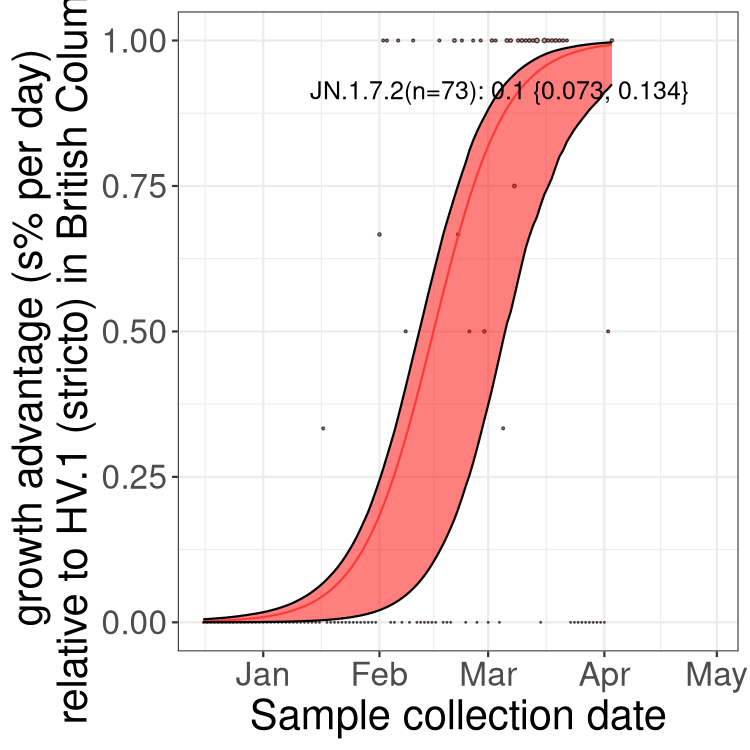 growth advantage (s% per day)
relative to HV.1 (stricto) in British Colum
1.00
0.75
0.50
0.25
0.00
JN.1.7.2(n=73): 0.1 {0.073, 0.134}
Jan Feb Mar Apr May
Sample collection date